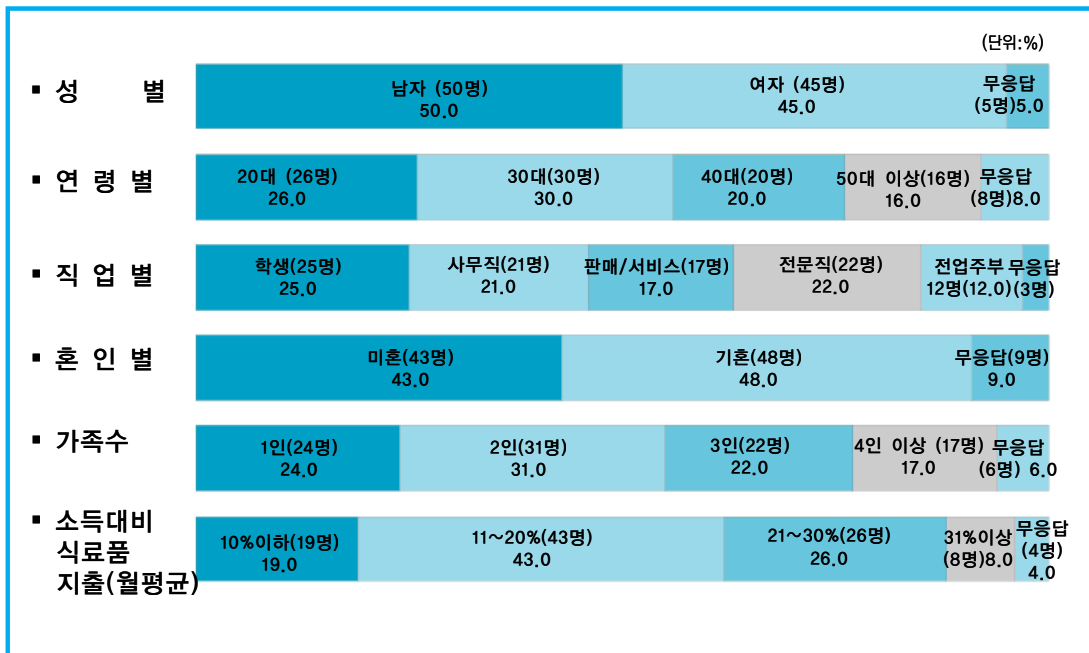 (단위:%)
▪ 성 별
남자 (50명)
50.0
여자 (45명)
45.0
무응답
(5명)5.0
▪ 연 령 별
20대 (26명)
26.0
30대(30명)
30.0
40대(20명)
20.0
50대 이상(16명)
16.0
무응답
(8명)8.0
▪ 직 업 별
학생(25명)
25.0
사무직(21명)
21.0
판매/서비스(17명)
17.0
전문직(22명)
22.0
전업주부
12명(12.0)
무응답
(3명)
▪ 혼 인 별
미혼(43명)
43.0
기혼(48명)
48.0
무응답(9명)
9.0
▪ 가족수
1인(24명)
24.0
2인(31명)
31.0
3인(22명)
22.0
4인 이상 (17명)
17.0
무응답
(6명) 6.0
▪ 소득대비
식료품
지출(월평균)
10%이하(19명)
19.0
11~20%(43명)
43.0
21~30%(26명)
26.0
31%이상
(8명)8.0
무응답
(4명)
4.0